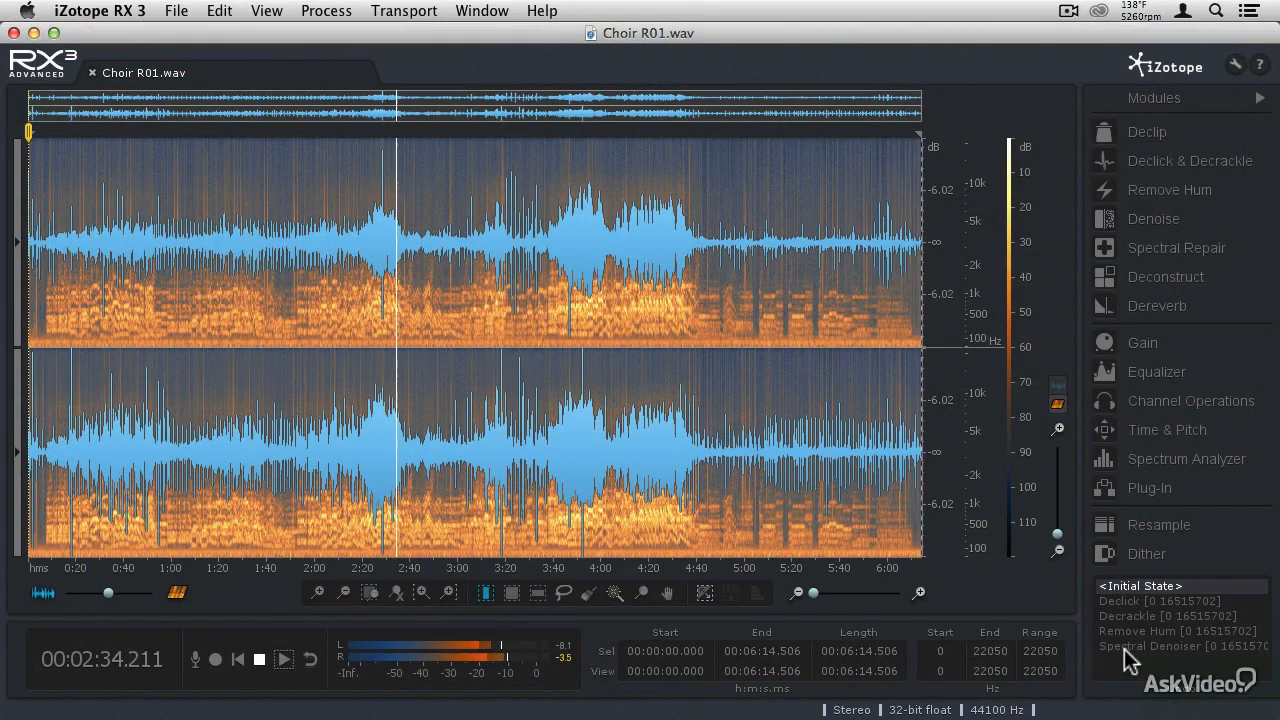 iZotope RX 3 File Edit View Process Transport Window Help 138°F 5260rpm
Choir R01.wav
RX3 ADVANCED
× Choir R01.wav
iZotope
?
Modules
Declip
Declick & Decrackle
Remove Hum
Denoise
Spectral Repair
Deconstruct
Dereverb
Gain
Equalizer
Channel Operations
Time & Pitch
Spectrum Analyzer
Plug-In
Resample
Dither
<Initial State>
Declick [0 16515702]
Decrackle [0 16515702]
Remove Hum [0 16515702]
Spectral Denoiser [0 1651570
dB
-6.02
-∞
-6.02
-6.02
-∞
-6.02
-10k
-5k
-2k
-1k
-500
-100 Hz
-10k
-5k
-2k
-1k
-500
-100
dB
10
20
30
40
50
60
70
80
90
100
110
hms 0:20 0:40 1:00 1:20 1:40 2:00 2:20 2:40 3:00 3:20 3:40 4:00 4:20 4:40 5:00 5:20 5:40 6:00
00:02:34.211
L -8.1
R -3.5
-Inf. -70 -60 -50 -40 -30 -20 -10 0
Start End Length Start End Range
Sel 00:00:00.000 00:06:14.506 00:06:14.506 0 22050 22050
View 00:00:00.000 00:06:14.506 00:06:14.506 0 22050 22050
h:m:s.ms Hz
AskVideo
Stereo 32-bit float 44100 Hz